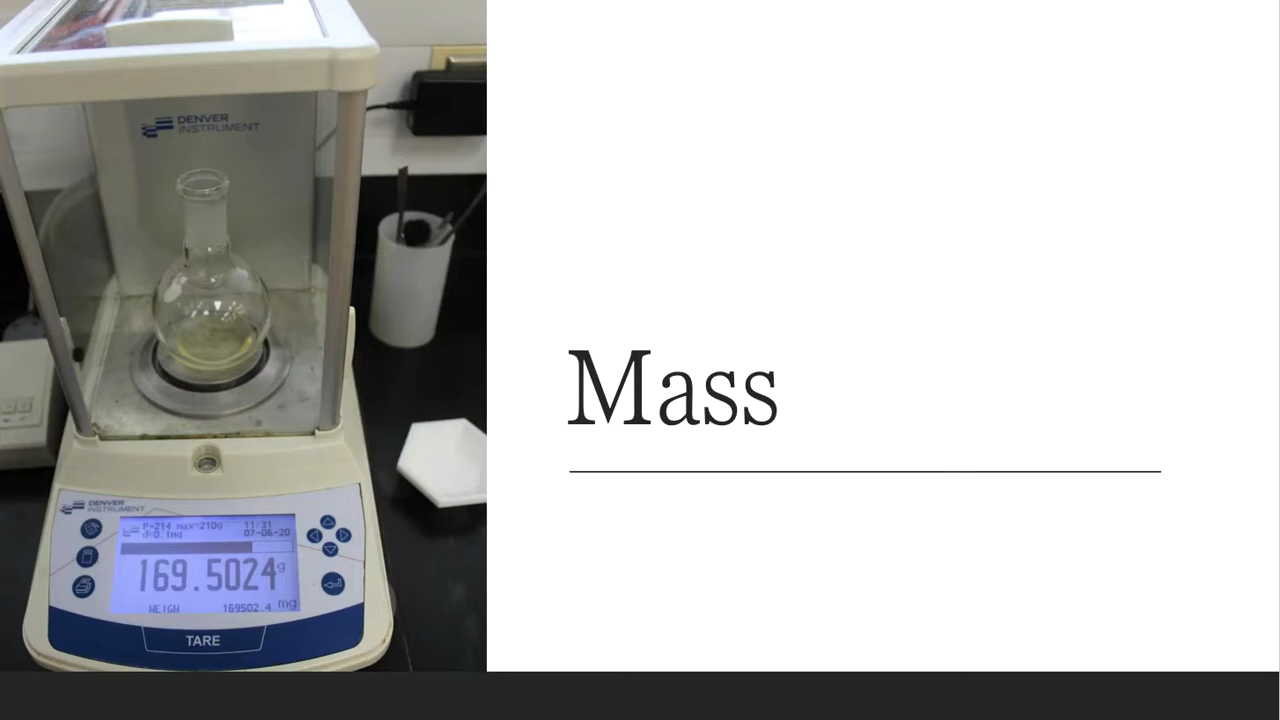 DENVER
INSTRUMENT
DENVER
INSTRUMENT
P-214 max=210g 11:31
d=0.1mg 07-06-20
169.5024g
WEIGH 169502.4 mg
TARE
Mass